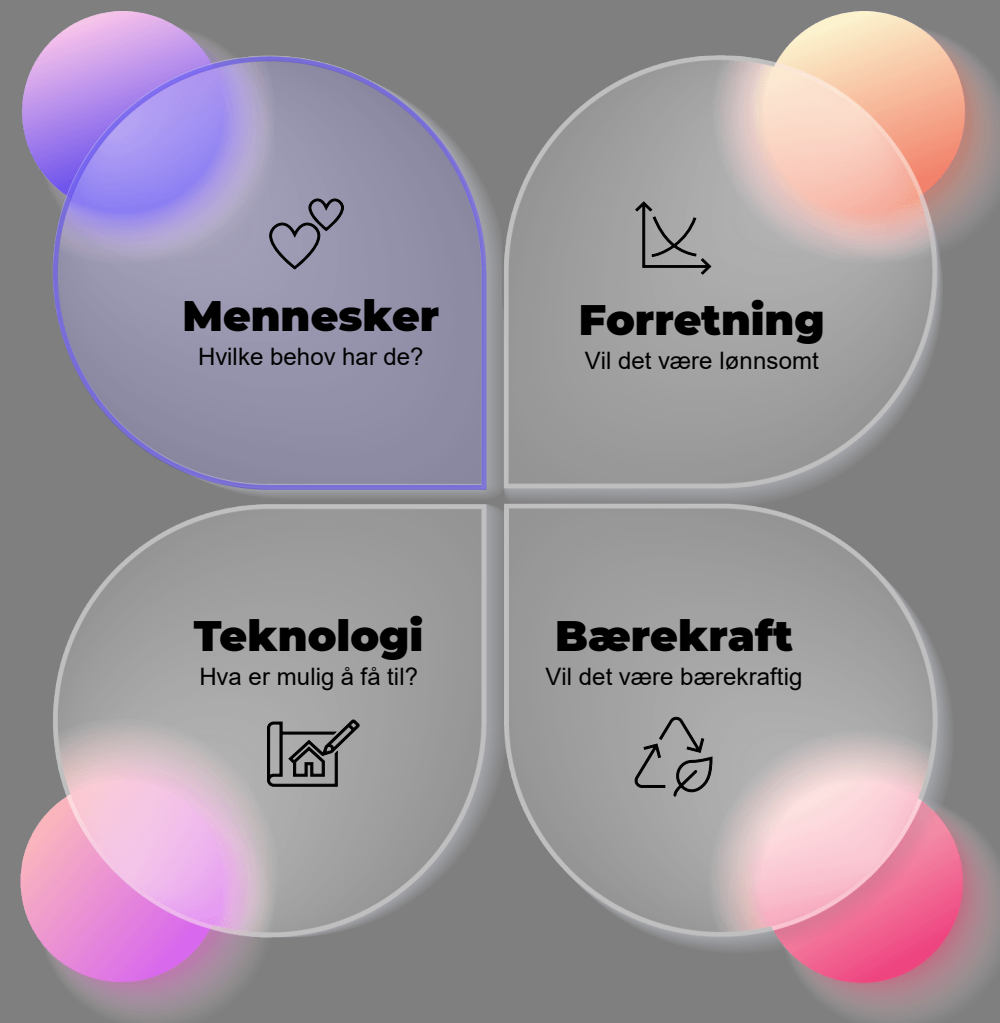 Mennesker
Hvilke behov har de?
Forretning
Vil det være lønnsomt
Teknologi
Hva er mulig å få til?
Bærekraft
Vil det være bærekraftig